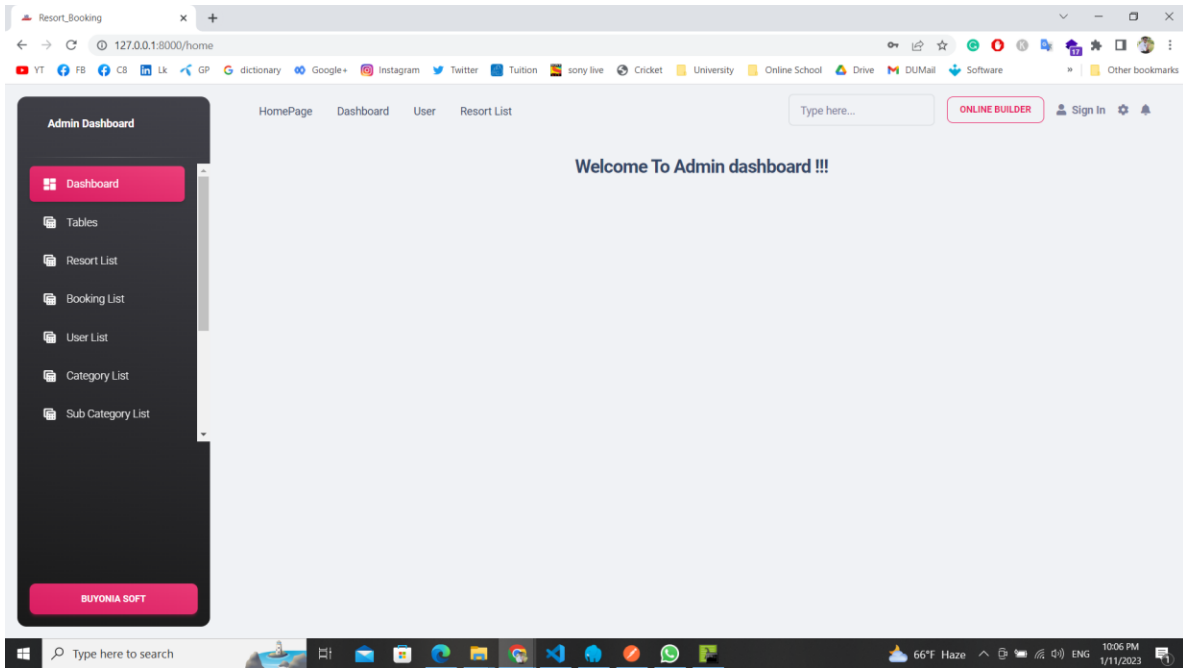 Resort_Booking
127.0.0.1:8000/home
YT FB C8 Lk GP dictionary Google+ Instagram Twitter Tuition sony live Cricket University Online School Drive DUMail Software » Other bookmarks
Admin Dashboard
HomePage Dashboard User Resort List Type here... ONLINE BUILDER Sign In
Welcome To Admin dashboard !!!
Dashboard
Tables
Resort List
Booking List
User List
Category List
Sub Category List
BUYONIA SOFT
Type here to search
66°F Haze ENG
10:06 PM
1/11/2023